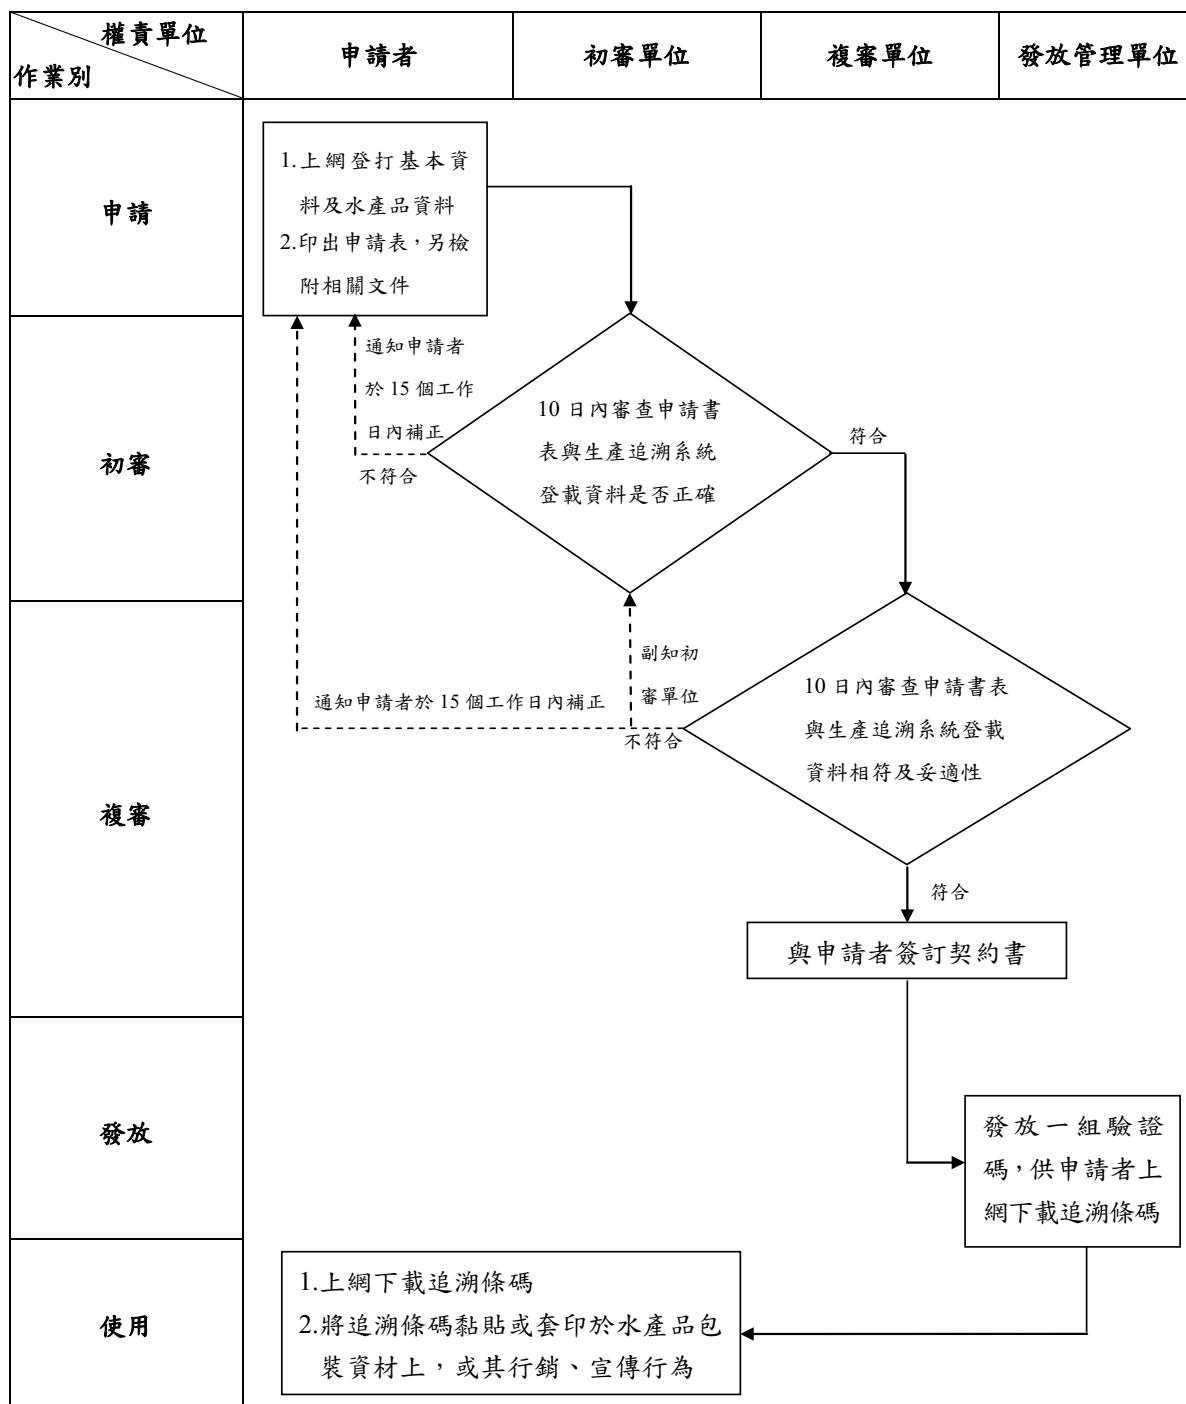 權責單位
作業別
申請者
初審單位
複審單位
發放管理單位
申請
1.上網登打基本資
料及水產品資料
2.印出申請表，另檢
附相關文件
初審
通知申請者
於 15 個工作
日內補正
不符合
10 日內審查申請書
表與生產追溯系統
登載資料是否正確
符合
複審
通知申請者於 15 個工作日內補正
副知初
審單位
不符合
10 日內審查申請書表
與生產追溯系統登載
資料相符及妥適性
符合
與申請者簽訂契約書
發放
發放一組驗證
碼，供申請者上
網下載追溯條碼
使用
1.上網下載追溯條碼
2.將追溯條碼黏貼或套印於水產品包
裝資材上，或其行銷、宣傳行為